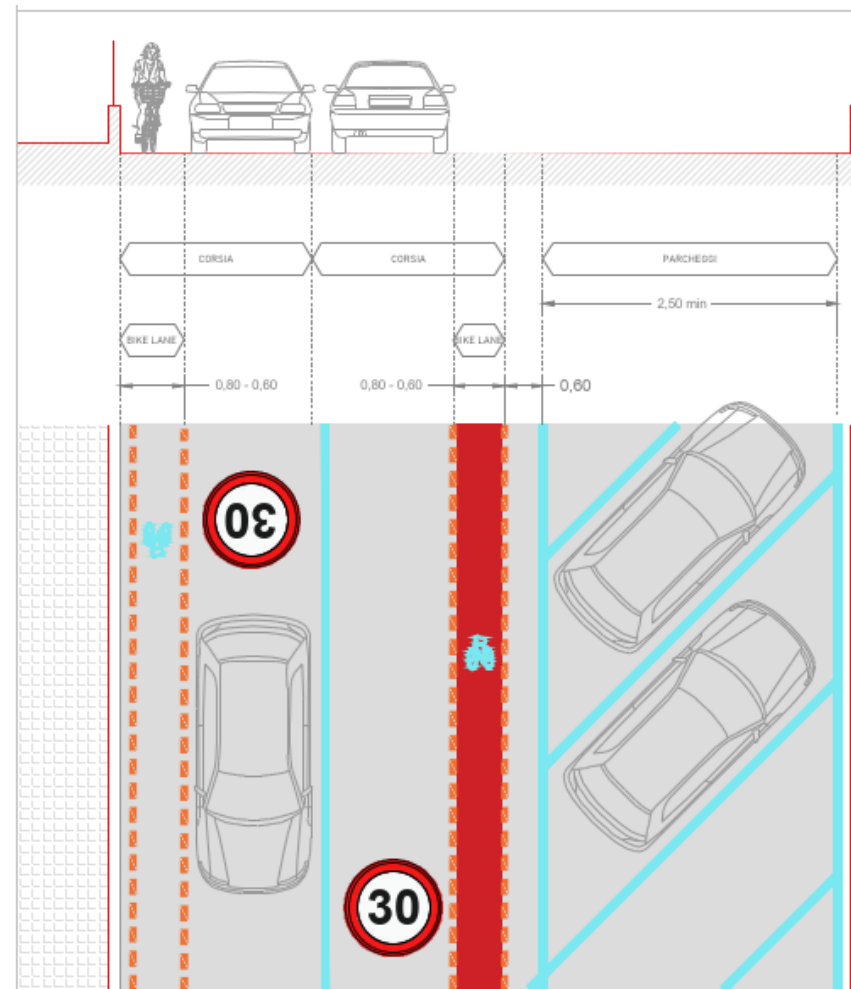 CORSIA
CORSIA
PARCHEGGI
2,50 min
BIKE LANE
BIKE LANE
0,80 - 0,60
0,80 - 0,60
0,60
30
30